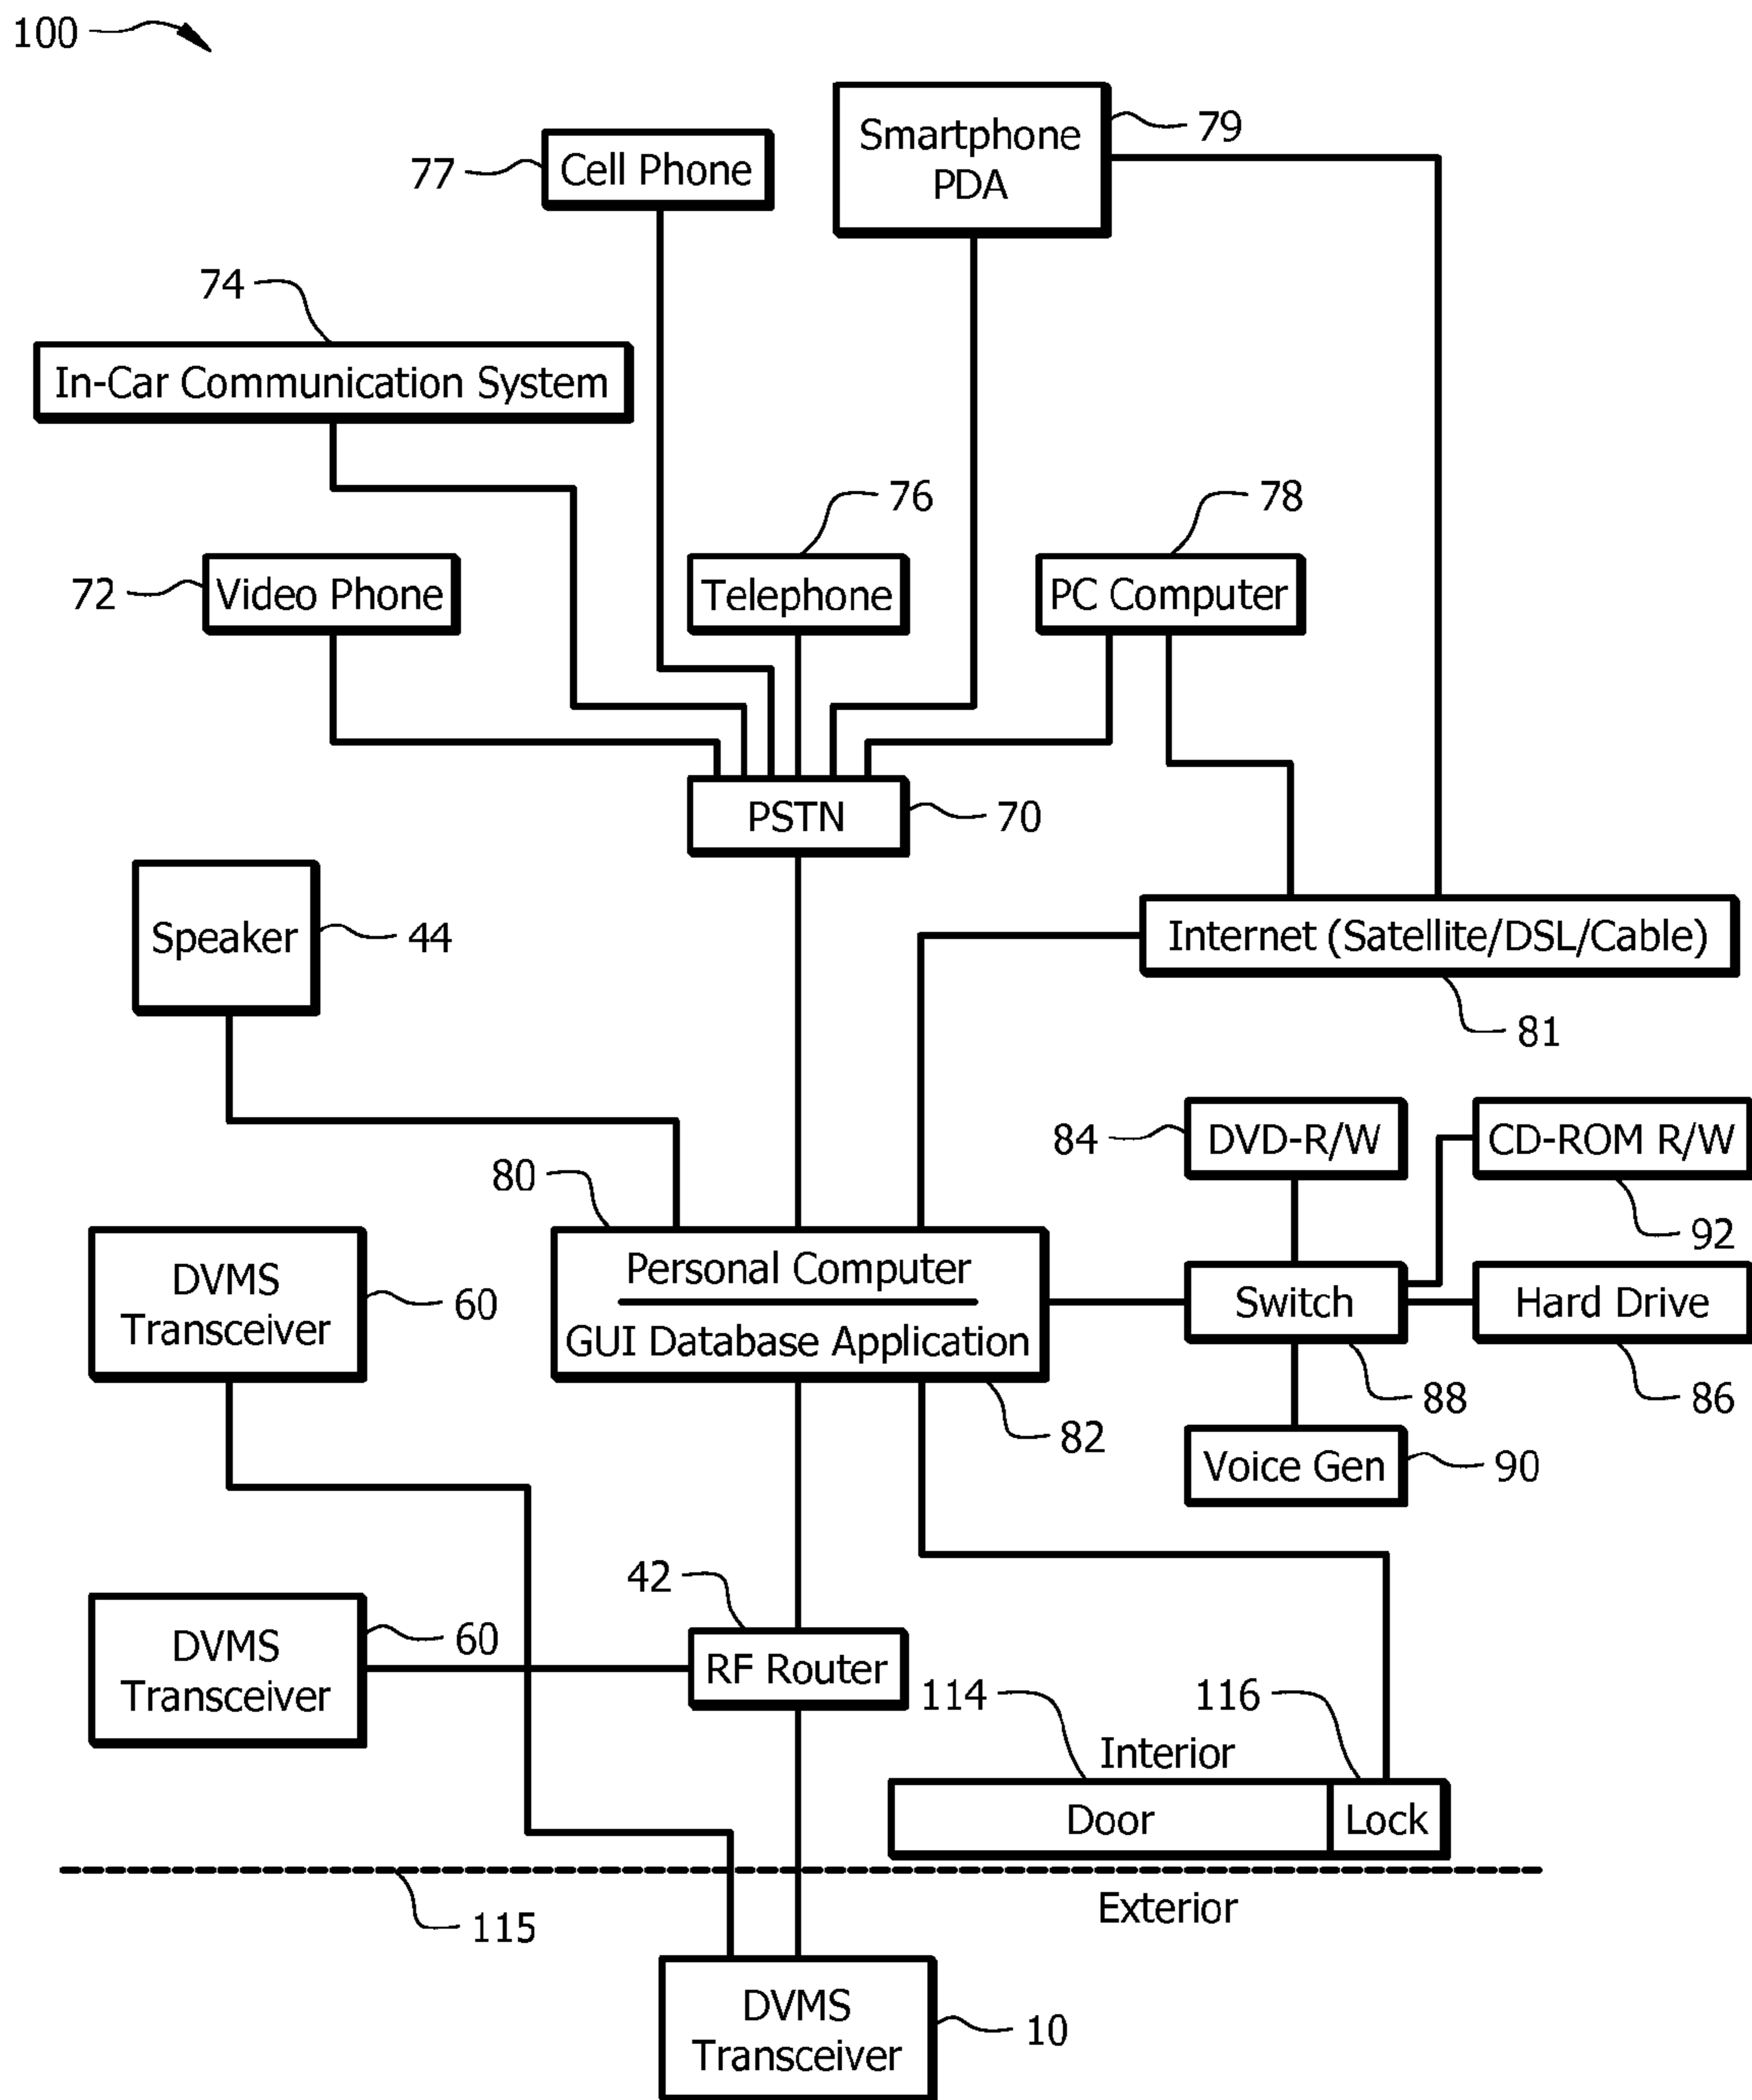 100
Smartphone
PDA
79
77
Cell Phone
74
In-Car Communication System
76
78
72
Video Phone
Telephone
PC Computer
PSTN
70
Speaker
44
Internet (Satellite/DSL/Cable)
81
84
DVD-R/W
CD-ROM R/W
92
80
Personal Computer
GUI Database Application
82
DVMS
Transceiver
60
Switch
88
Hard Drive
86
Voice Gen
90
42
DVMS
Transceiver
60
RF Router
114
116
Interior
Door
Lock
115
Exterior
DVMS
Transceiver
10